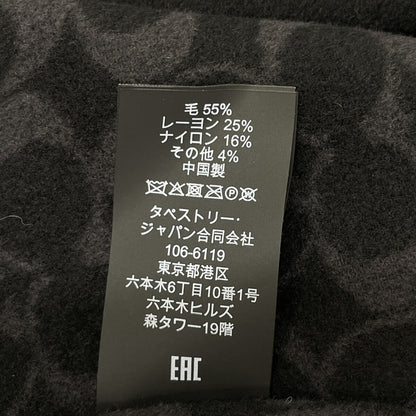 毛 55%
レーヨン 25%
ナイロン 16%
その他 4%
中国製
タペストリー・
ジャパン合同会社
106-6119
東京都港区
六本木6丁目10番1号
六本木ヒルズ
森タワー19階
EAC